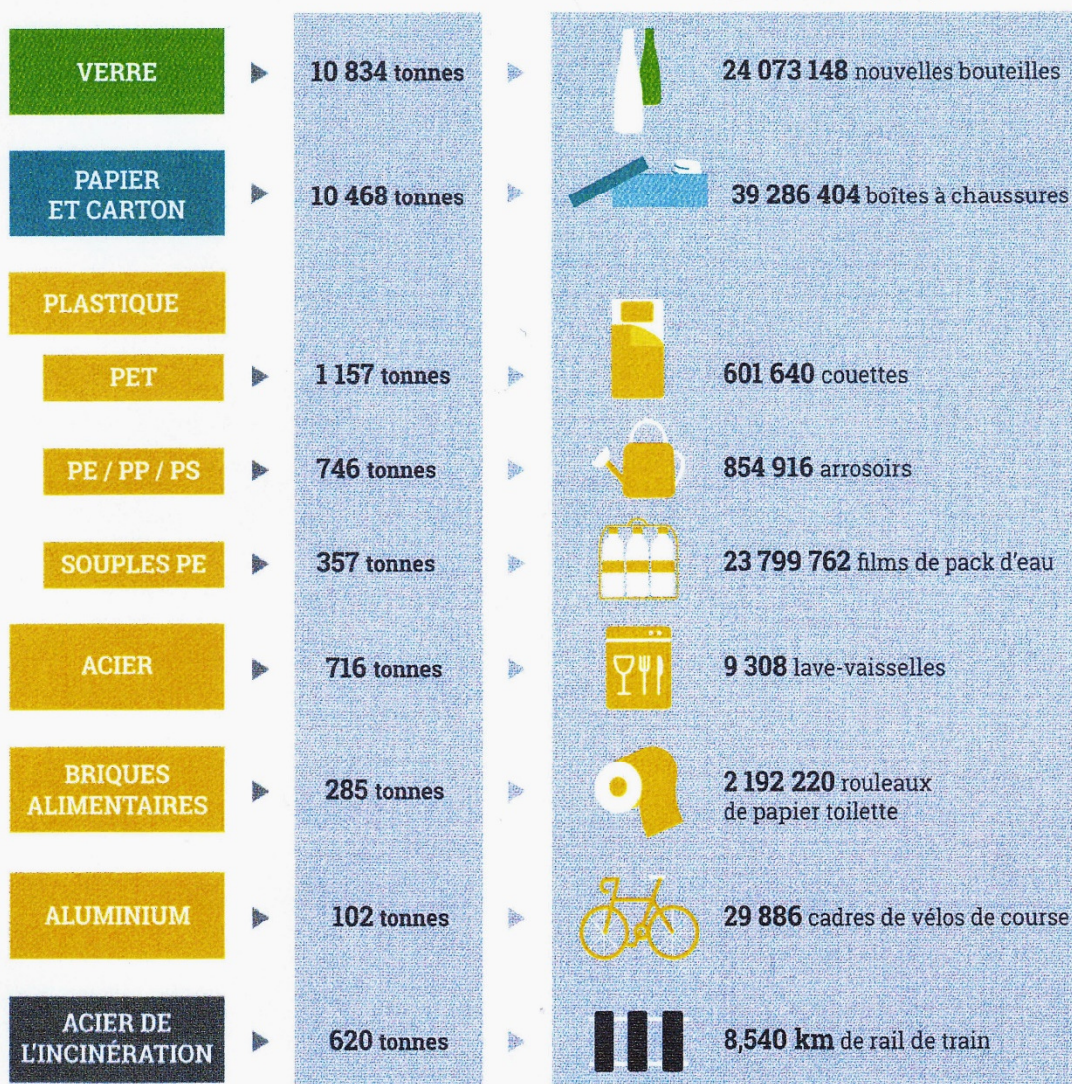 VERRE
10 834 tonnes
24 073 148 nouvelles bouteilles
PAPIER
ET CARTON
10 468 tonnes
39 286 404 boîtes à chaussures
PLASTIQUE
PET
1 157 tonnes
601 640 couettes
PE / PP / PS
746 tonnes
854 916 arrosoirs
SOUPLES PE
357 tonnes
23 799 762 films de pack d'eau
ACIER
716 tonnes
9 308 lave-vaisselles
BRIQUES
ALIMENTAIRES
285 tonnes
2 192 220 rouleaux
de papier toilette
ALUMINIUM
102 tonnes
29 886 cadres de vélos de course
ACIER DE
L'INCINÉRATION
620 tonnes
8,540 km de rail de train